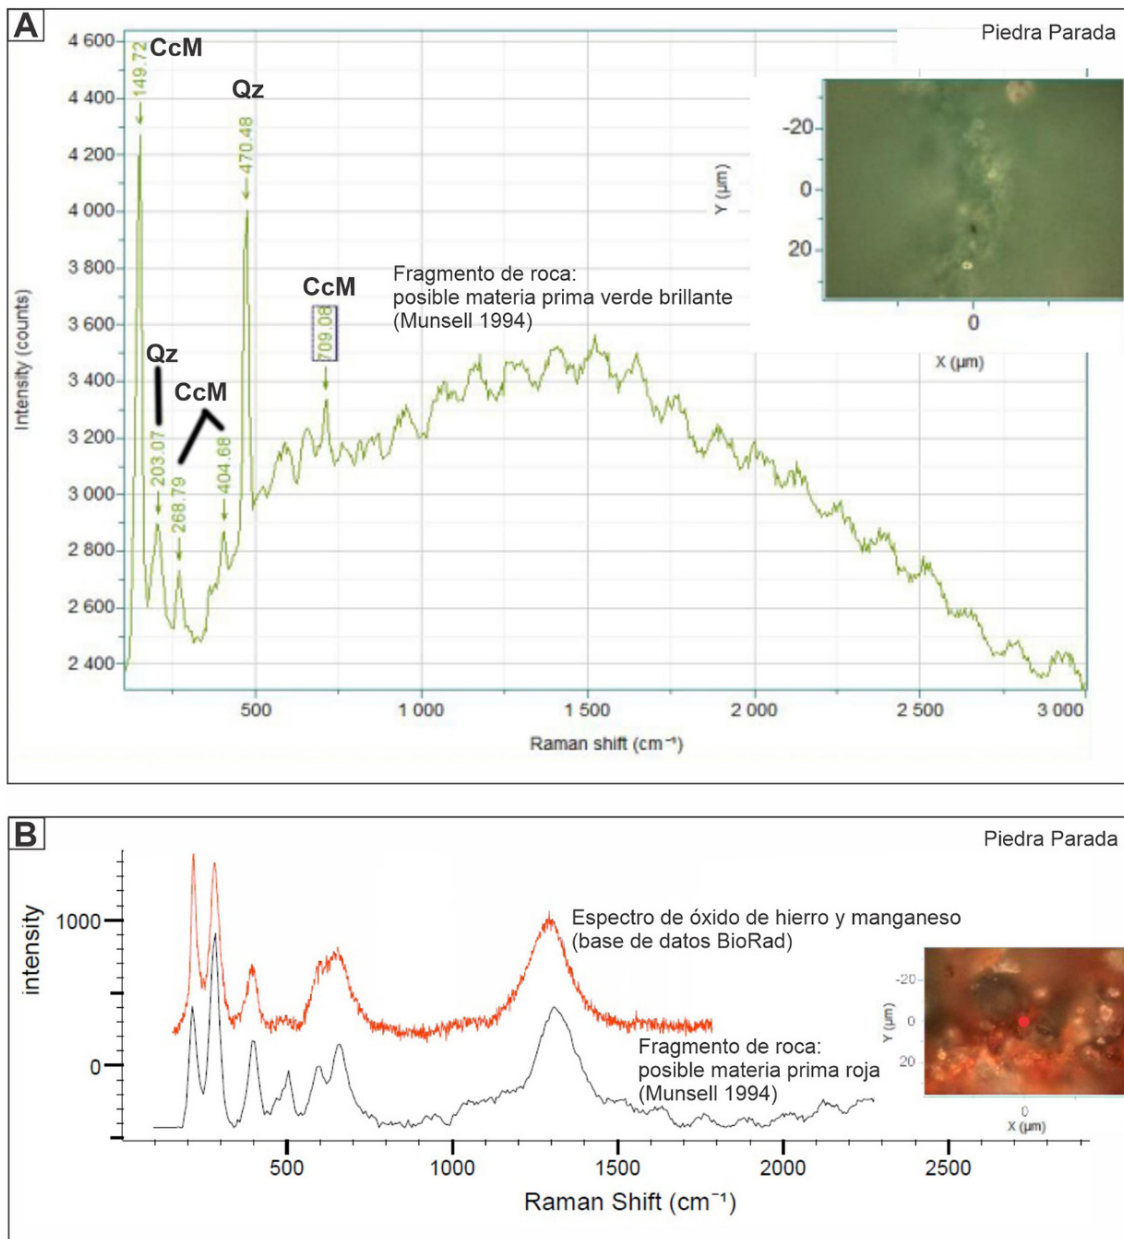 A
Piedra Parada
4 600
4 400
4 200
4 000
3 800
3 600
3 400
3 200
3 000
2 800
2 600
2 400
Intensity (counts)
149.72
CcM
Qz
470.48
CcM
709.08
Qz
203.07
CcM
268.79
404.68
Fragmento de roca:
posible materia prima verde brillante
(Munsell 1994)
-20
0
20
Y (µm)
0
X (µm)
500
1 000
1 500
2 000
2 500
3 000
Raman shift (cm⁻¹)
B
Piedra Parada
intensity
1000
0
Espectro de óxido de hierro y manganeso
(base de datos BioRad)
Fragmento de roca:
posible materia prima roja
(Munsell 1994)
-20
0
20
Y (µm)
0
X (µm)
500
1000
1500
2000
2500
Raman Shift (cm⁻¹)